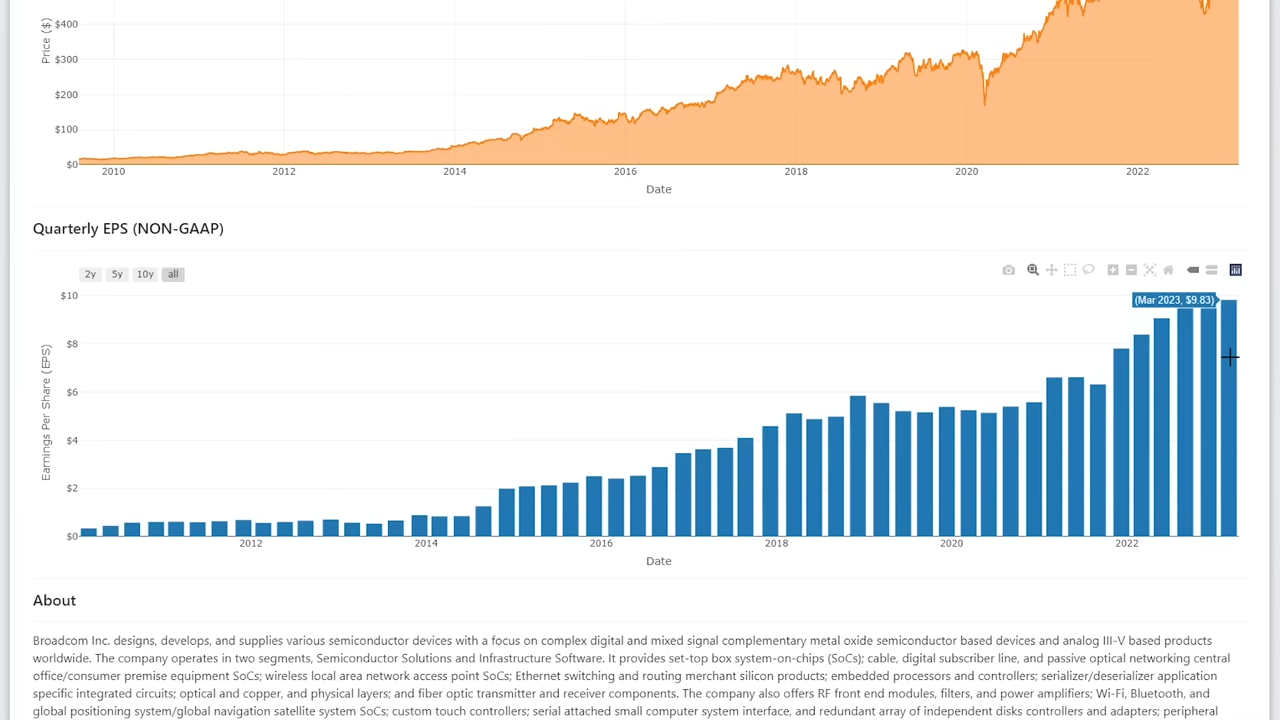 Price ($)
$400
$300
$200
$100
$0
2010 2012 2014 2016 2018 2020 2022
Date
Quarterly EPS (NON-GAAP)
2y 5y 10y all
(Mar 2023, $9.83)
Earnings Per Share (EPS)
$10
$8
$6
$4
$2
$0
2012 2014 2016 2018 2020 2022
Date
About
Broadcom Inc. designs, develops, and supplies various semiconductor devices with a focus on complex digital and mixed signal complementary metal oxide semiconductor based devices and analog III-V based products
worldwide. The company operates in two segments, Semiconductor Solutions and Infrastructure Software. It provides set-top box system-on-chips (SoCs); cable, digital subscriber line, and passive optical networking central
office/consumer premise equipment SoCs; wireless local area network access point SoCs; Ethernet switching and routing merchant silicon products; embedded processors and controllers; serializer/deserializer application
specific integrated circuits; optical and copper, and physical layers; and fiber optic transmitter and receiver components. The company also offers RF front end modules, filters, and power amplifiers; Wi-Fi, Bluetooth, and
global positioning system/global navigation satellite system SoCs; custom touch controllers; serial attached small computer system interface, and redundant array of independent disks controllers and adapters; peripheral